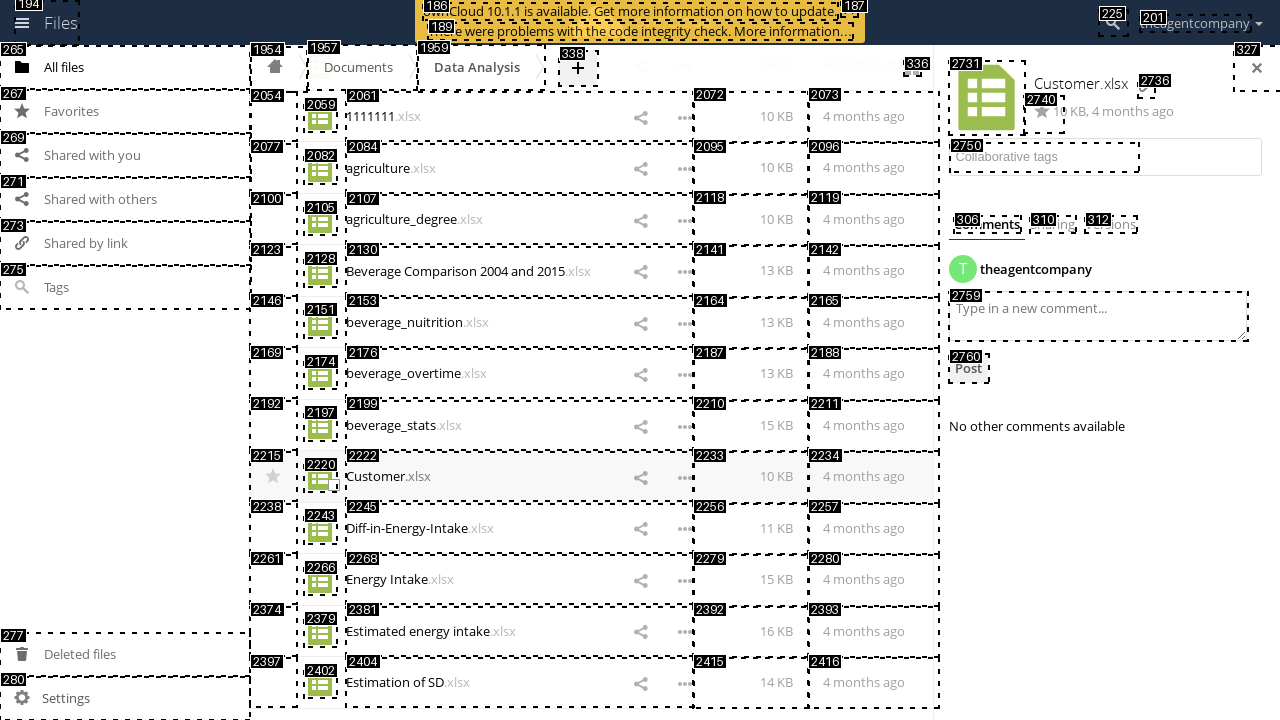 194
Files
186
ownCloud 10.1.1 is available. Get more information on how to update.
187
189
There were problems with the code integrity check. More information…
225
201
theagentcompany
265
All files
267
Favorites
269
Shared with you
271
Shared with others
273
Shared by link
275
Tags
277
Deleted files
280
Settings
1954
1957
Documents
1959
Data Analysis
338
+
336
2054
2059
2061
1111111.xlsx
2072
10 KB
2073
4 months ago
2077
2082
2084
agriculture.xlsx
2095
10 KB
2096
4 months ago
2100
2105
2107
agriculture_degree.xlsx
2118
10 KB
2119
4 months ago
2123
2128
2130
Beverage Comparison 2004 and 2015.xlsx
2141
13 KB
2142
4 months ago
2146
2151
2153
beverage_nuitrition.xlsx
2164
13 KB
2165
4 months ago
2169
2174
2176
beverage_overtime.xlsx
2187
13 KB
2188
4 months ago
2192
2197
2199
beverage_stats.xlsx
2210
15 KB
2211
4 months ago
2215
2220
2222
Customer.xlsx
2233
10 KB
2234
4 months ago
2238
2243
2245
Diff-in-Energy-Intake.xlsx
2256
11 KB
2257
4 months ago
2261
2266
2268
Energy Intake.xlsx
2279
15 KB
2280
4 months ago
2374
2379
2381
Estimated energy intake.xlsx
2392
16 KB
2393
4 months ago
2397
2402
2404
Estimation of SD.xlsx
2415
14 KB
2416
4 months ago
327
2731
Customer.xlsx
2736
2740
10 KB, 4 months ago
2750
Collaborative tags
306
Comments
310
Sharing
312
Versions
T
theagentcompany
2759
Type in a new comment...
2760
Post
No other comments available